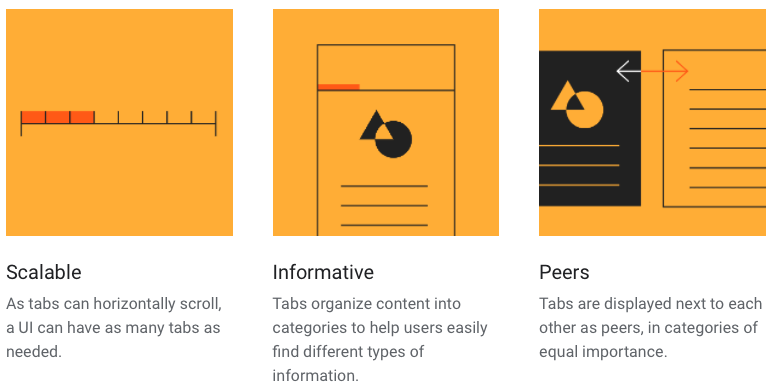 Scalable
As tabs can horizontally scroll,
a UI can have as many tabs as
needed.
Informative
Tabs organize content into
categories to help users easily
find different types of
information.
Peers
Tabs are displayed next to each
other as peers, in categories of
equal importance.